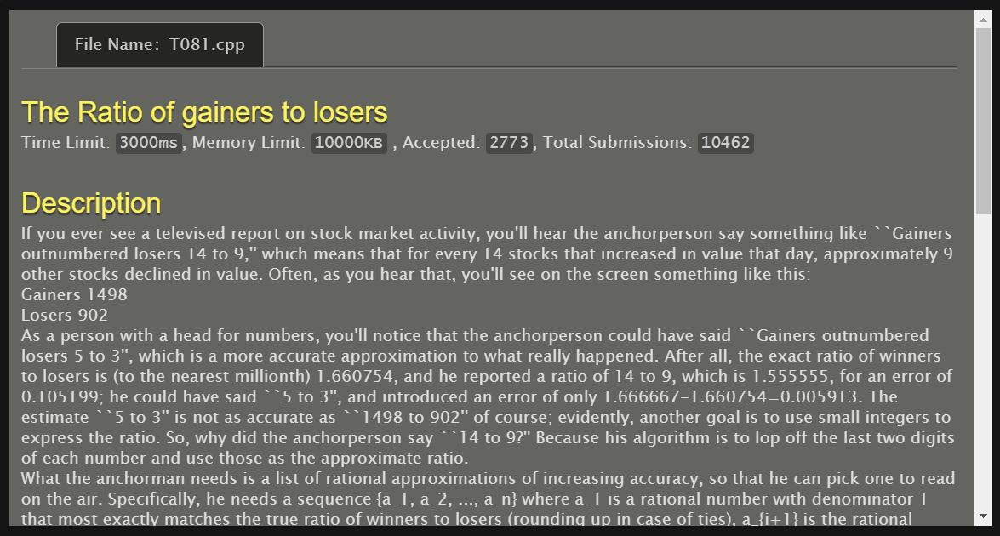 File Name: T081.cpp
The Ratio of gainers to losers
Time Limit: 3000ms, Memory Limit: 10000KB , Accepted: 2773, Total Submissions: 10462
Description
If you ever see a televised report on stock market activity, you'll hear the anchorperson say something like ``Gainers
outnumbered losers 14 to 9,'' which means that for every 14 stocks that increased in value that day, approximately 9
other stocks declined in value. Often, as you hear that, you'll see on the screen something like this:
Gainers 1498
Losers 902
As a person with a head for numbers, you'll notice that the anchorperson could have said ``Gainers outnumbered
losers 5 to 3'', which is a more accurate approximation to what really happened. After all, the exact ratio of winners
to losers is (to the nearest millionth) 1.660754, and he reported a ratio of 14 to 9, which is 1.555555, for an error of
0.105199; he could have said ``5 to 3'', and introduced an error of only 1.666667-1.660754=0.005913. The
estimate ``5 to 3'' is not as accurate as ``1498 to 902'' of course; evidently, another goal is to use small integers to
express the ratio. So, why did the anchorperson say ``14 to 9?'' Because his algorithm is to lop off the last two digits
of each number and use those as the approximate ratio.
What the anchorman needs is a list of rational approximations of increasing accuracy, so that he can pick one to read
on the air. Specifically, he needs a sequence {a_1, a_2, ..., a_n} where a_1 is a rational number with denominator 1
that most exactly matches the true ratio of winners to losers (rounding up in case of ties), a_{i+1} is the rational